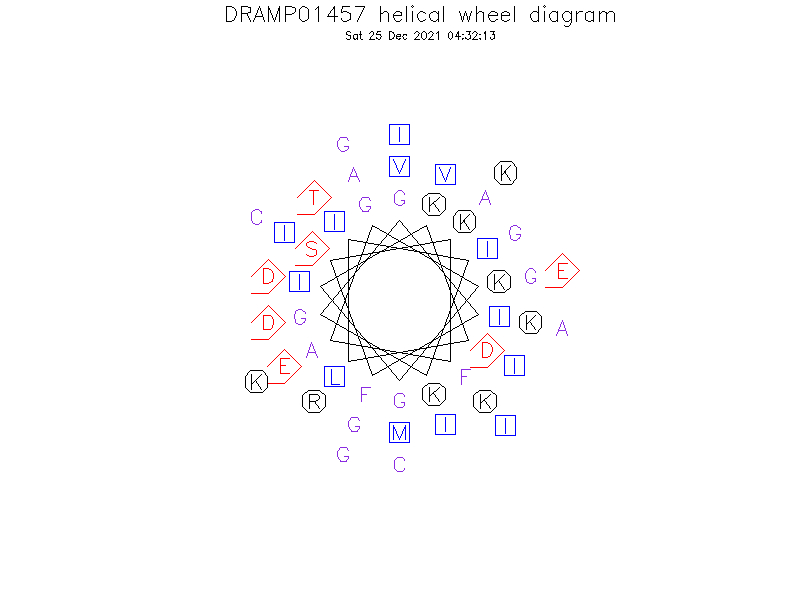 DRAMP01457 helical wheel diagram
Sat 25 Dec 2021 04:32:13
I
G
V
A V K
T G G K A
C I I K G
S I
D I K G E
D G I K A
A D I
E L F
K R F G K K
G M I I
G C